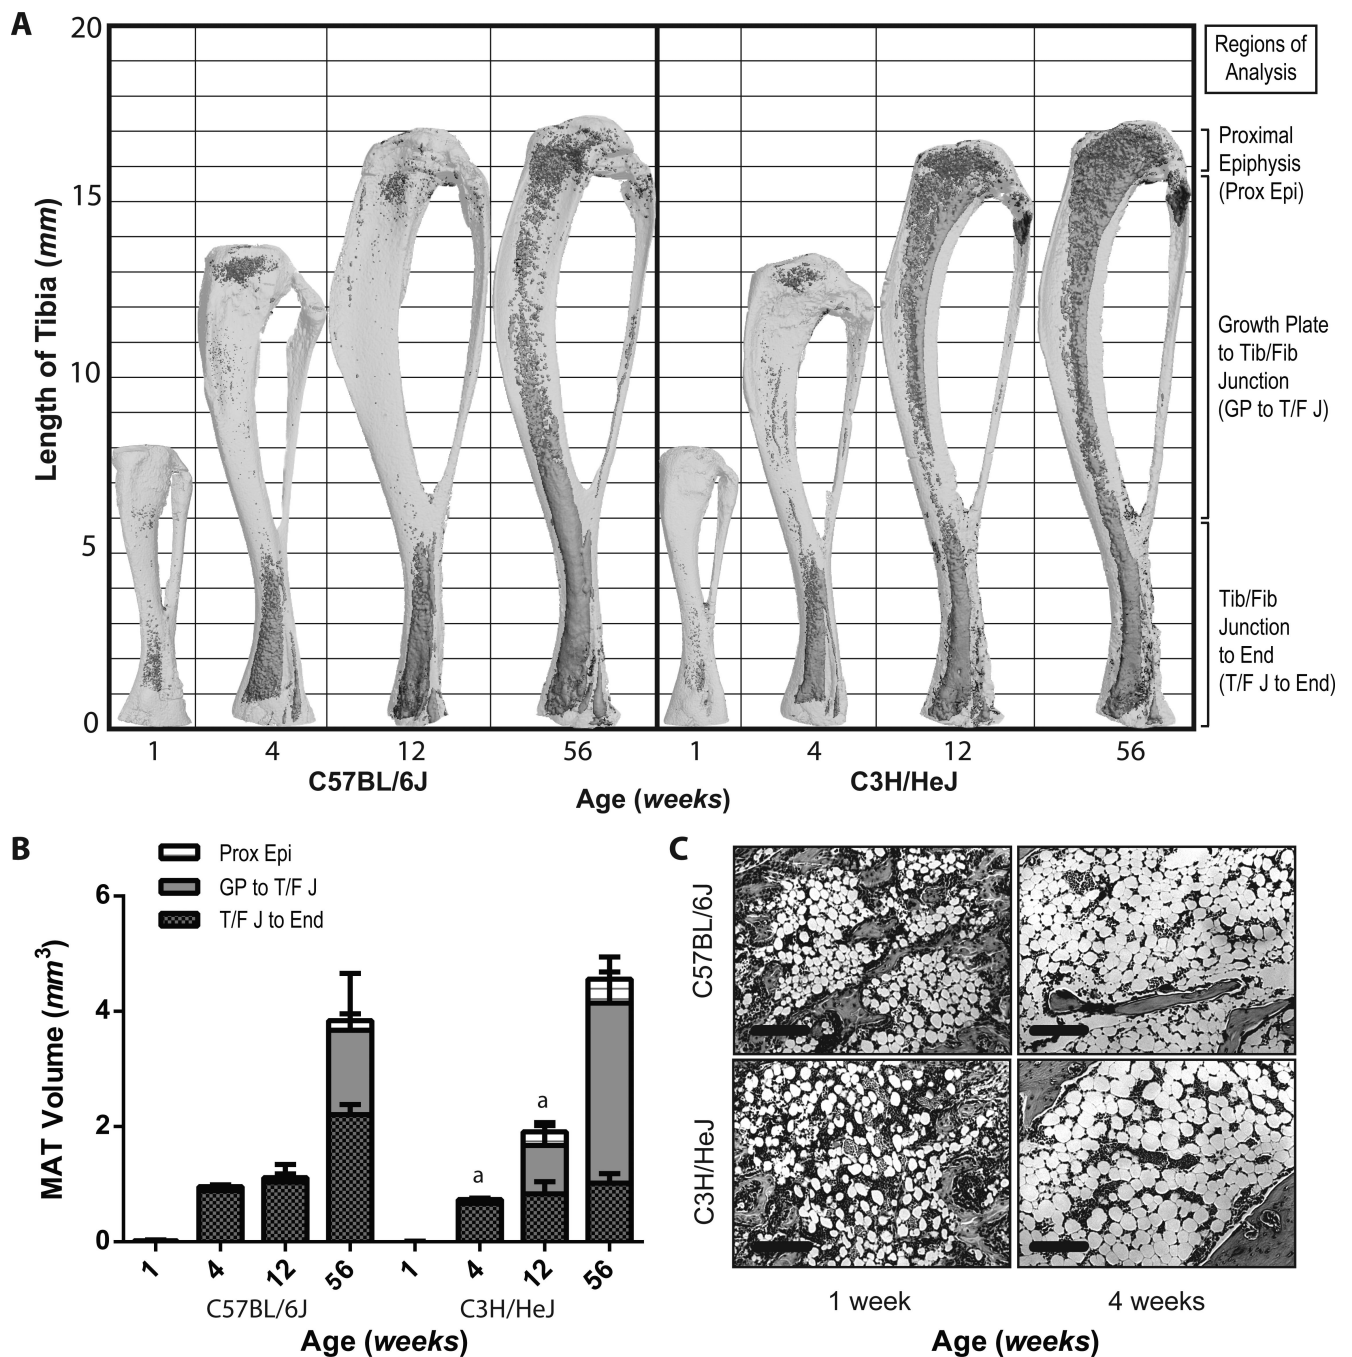 A
20
15
10
5
0
Length of Tibia (mm)
1 4 12 56 1 4 12 56
C57BL/6J C3H/HeJ
Age (weeks)
Regions of
Analysis
Proximal
Epiphysis
(Prox Epi)
Growth Plate
to Tib/Fib
Junction
(GP to T/F J)
Tib/Fib
Junction
to End
(T/F J to End)
B
Prox Epi
GP to T/F J
T/F J to End
6
4
2
0
MAT Volume (mm³)
a
a
1 4 12 56 1 4 12 56
C57BL/6J C3H/HeJ
Age (weeks)
C
C57BL/6J
C3H/HeJ
1 week 4 weeks
Age (weeks)